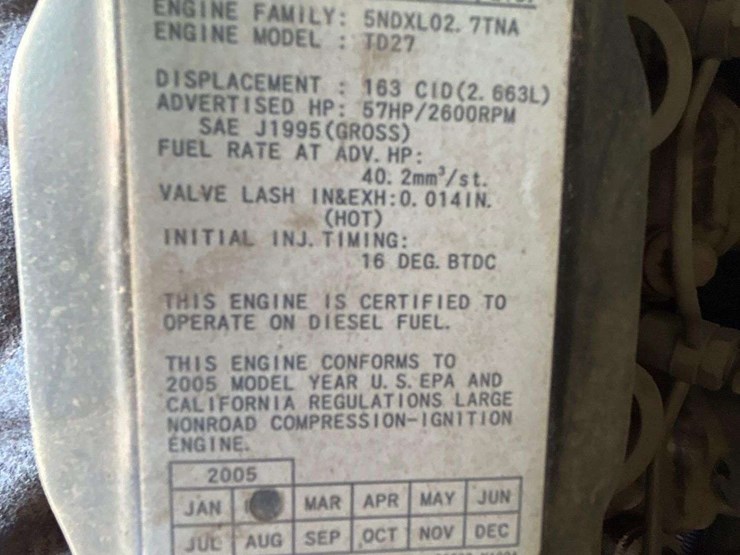 ENGINE FAMILY: 5NDXL02.7TNA
ENGINE MODEL : TD27
DISPLACEMENT : 163 CID(2.663L)
ADVERTISED HP: 57HP/2600RPM
SAE J1995(GROSS)
FUEL RATE AT ADV. HP:
40.2mm³/st.
VALVE LASH IN&EXH:0.014IN.
(HOT)
INITIAL INJ. TIMING:
16 DEG. BTDC
THIS ENGINE IS CERTIFIED TO
OPERATE ON DIESEL FUEL.
THIS ENGINE CONFORMS TO
2005 MODEL YEAR U.S.EPA AND
CALIFORNIA REGULATIONS LARGE
NONROAD COMPRESSION-IGNITION
ENGINE.
2005
JAN MAR APR MAY JUN
JUL AUG SEP OCT NOV DEC